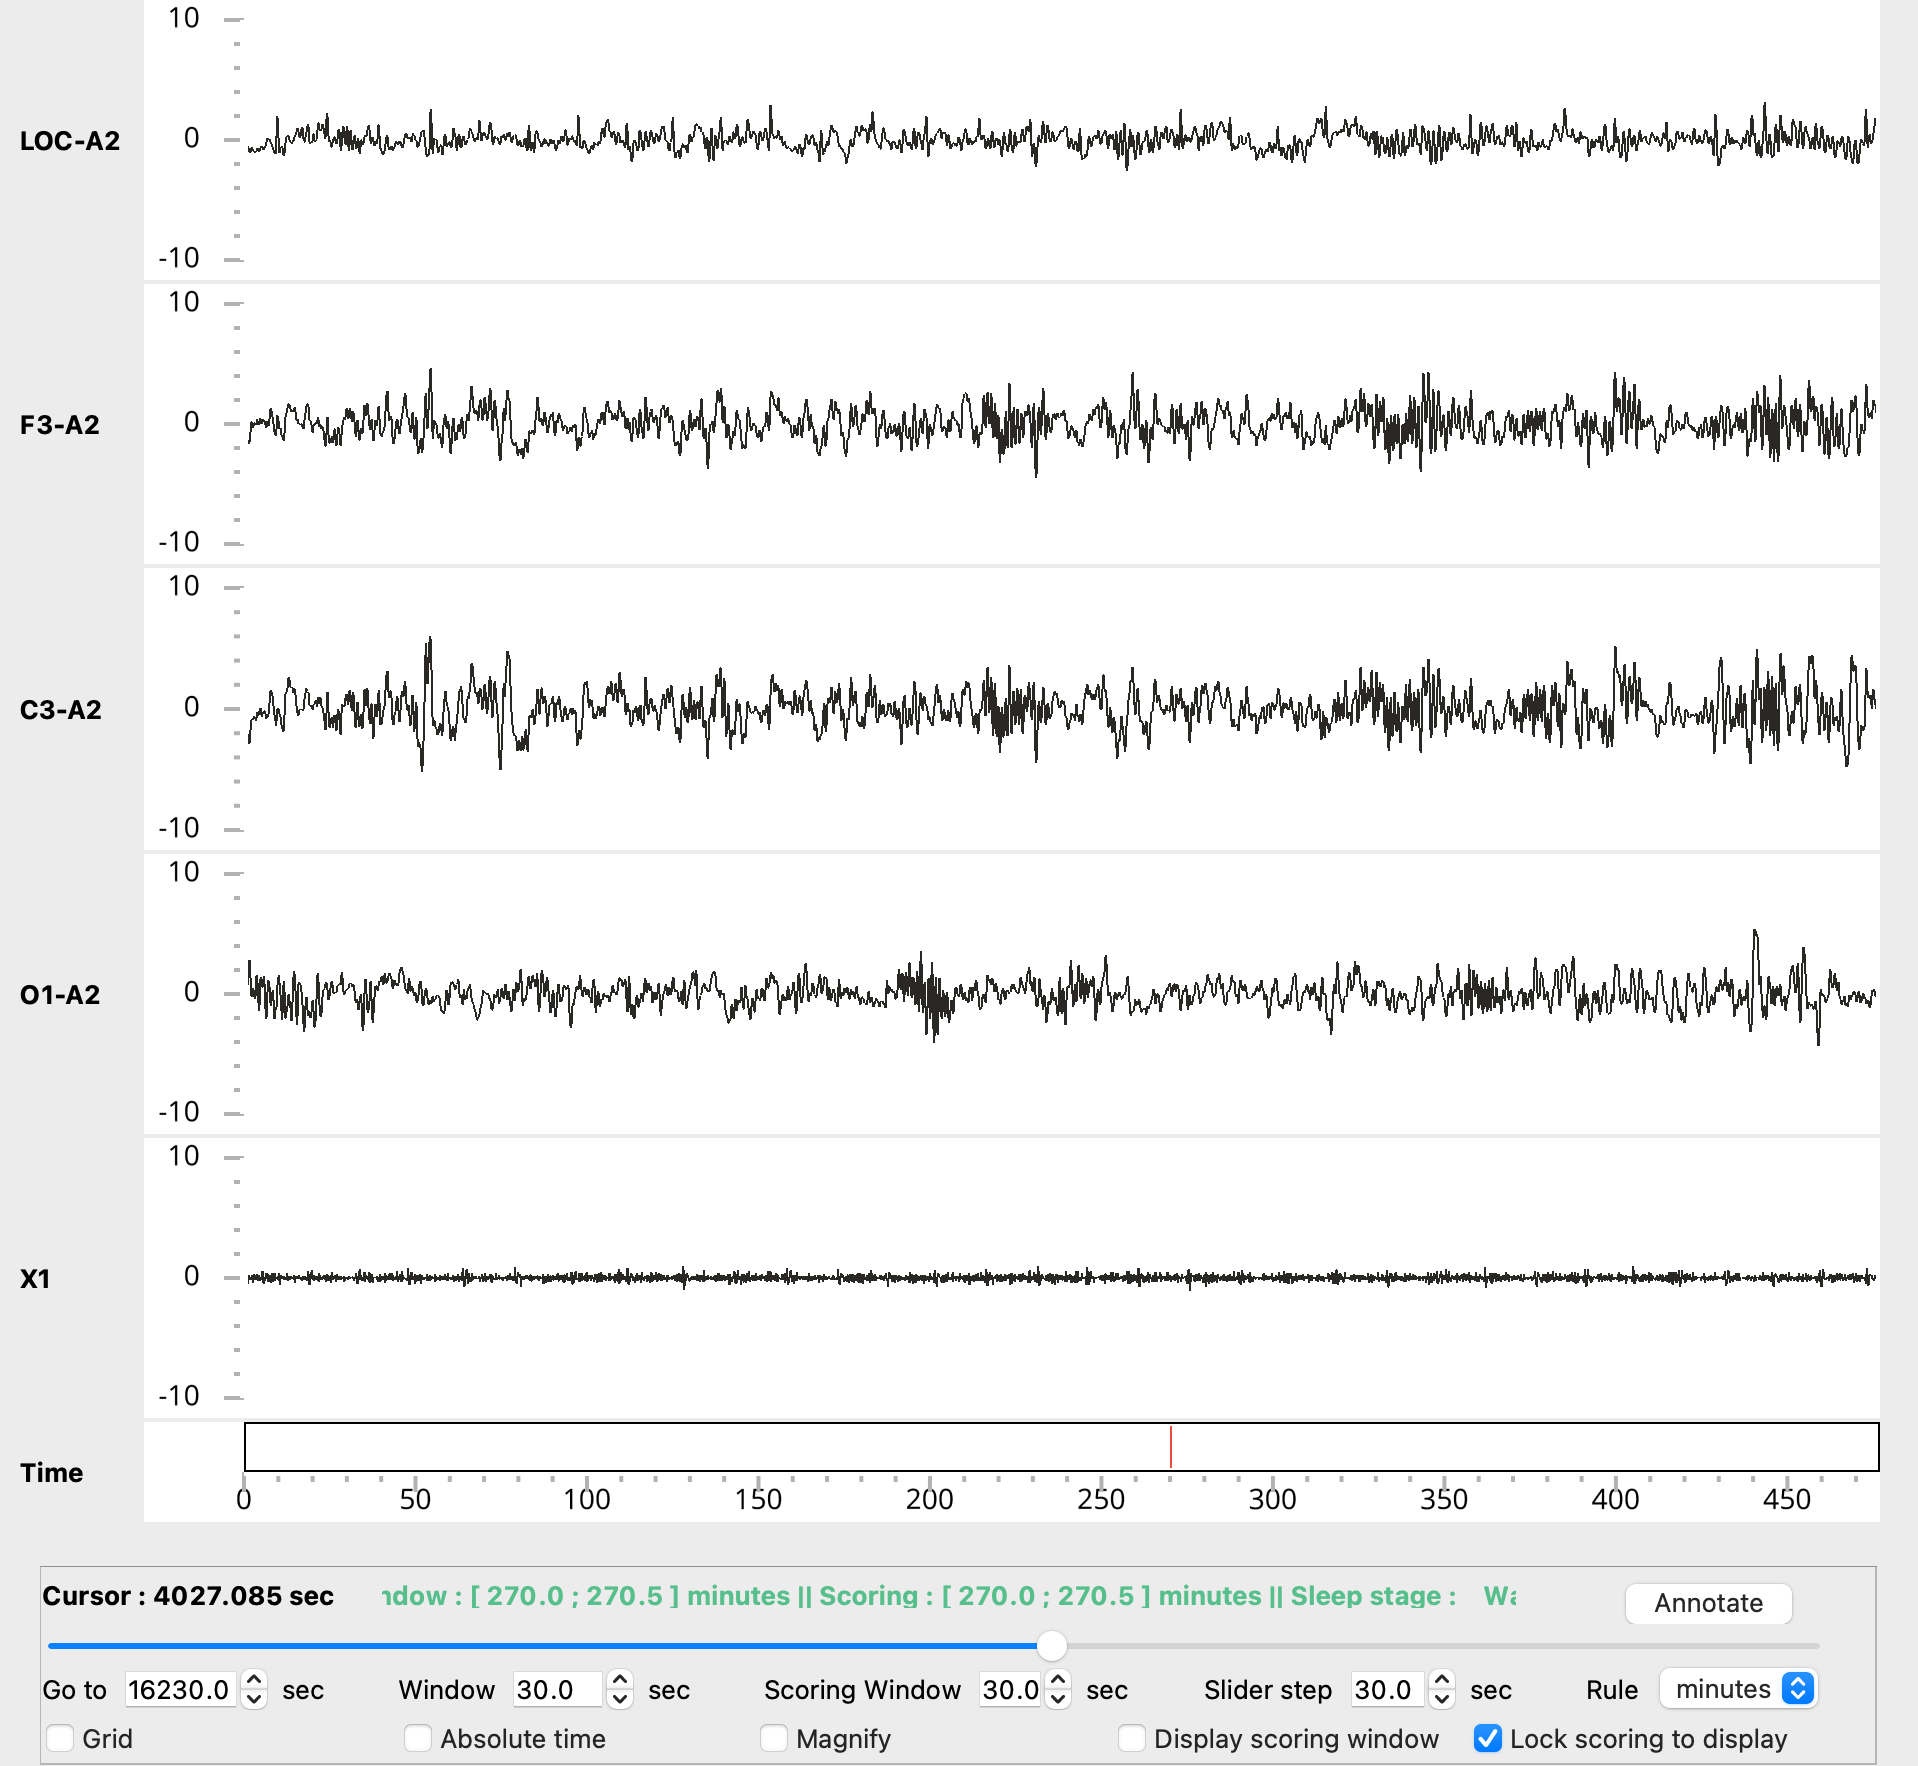 10
LOC-A2 0
-10
10
F3-A2 0
-10
10
C3-A2 0
-10
10
O1-A2 0
-10
10
X1 0
-10
Time
0 50 100 150 200 250 300 350 400 450
Cursor : 4027.085 sec ndow : [ 270.0 ; 270.5 ] minutes || Scoring : [ 270.0 ; 270.5 ] minutes || Sleep stage : Wa Annotate
Go to 16230.0 sec Window 30.0 sec Scoring Window 30.0 sec Slider step 30.0 sec Rule minutes
Grid Absolute time Magnify Display scoring window Lock scoring to display